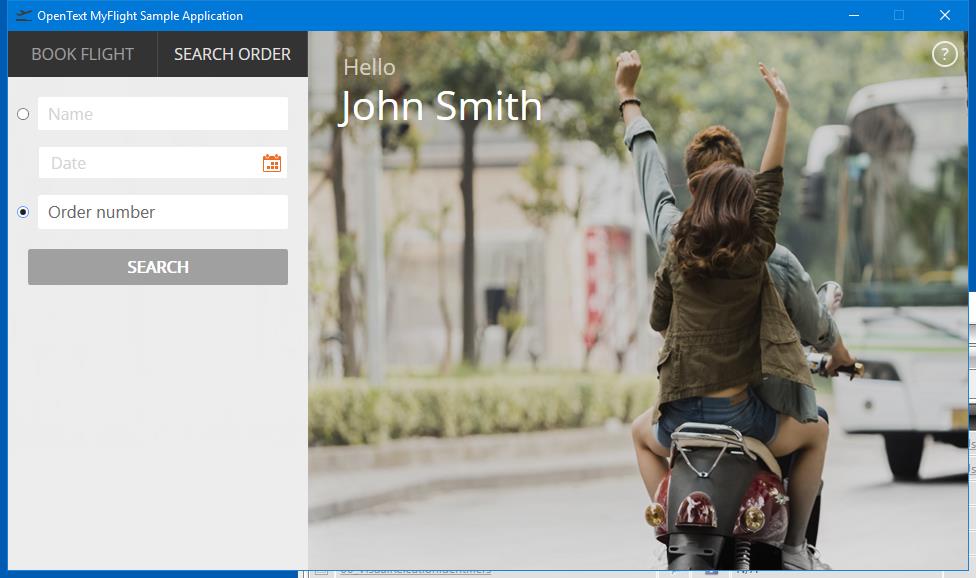 OpenText MyFlight Sample Application
BOOK FLIGHT
SEARCH ORDER
Name
Date
Order number
SEARCH
Hello
John Smith
?